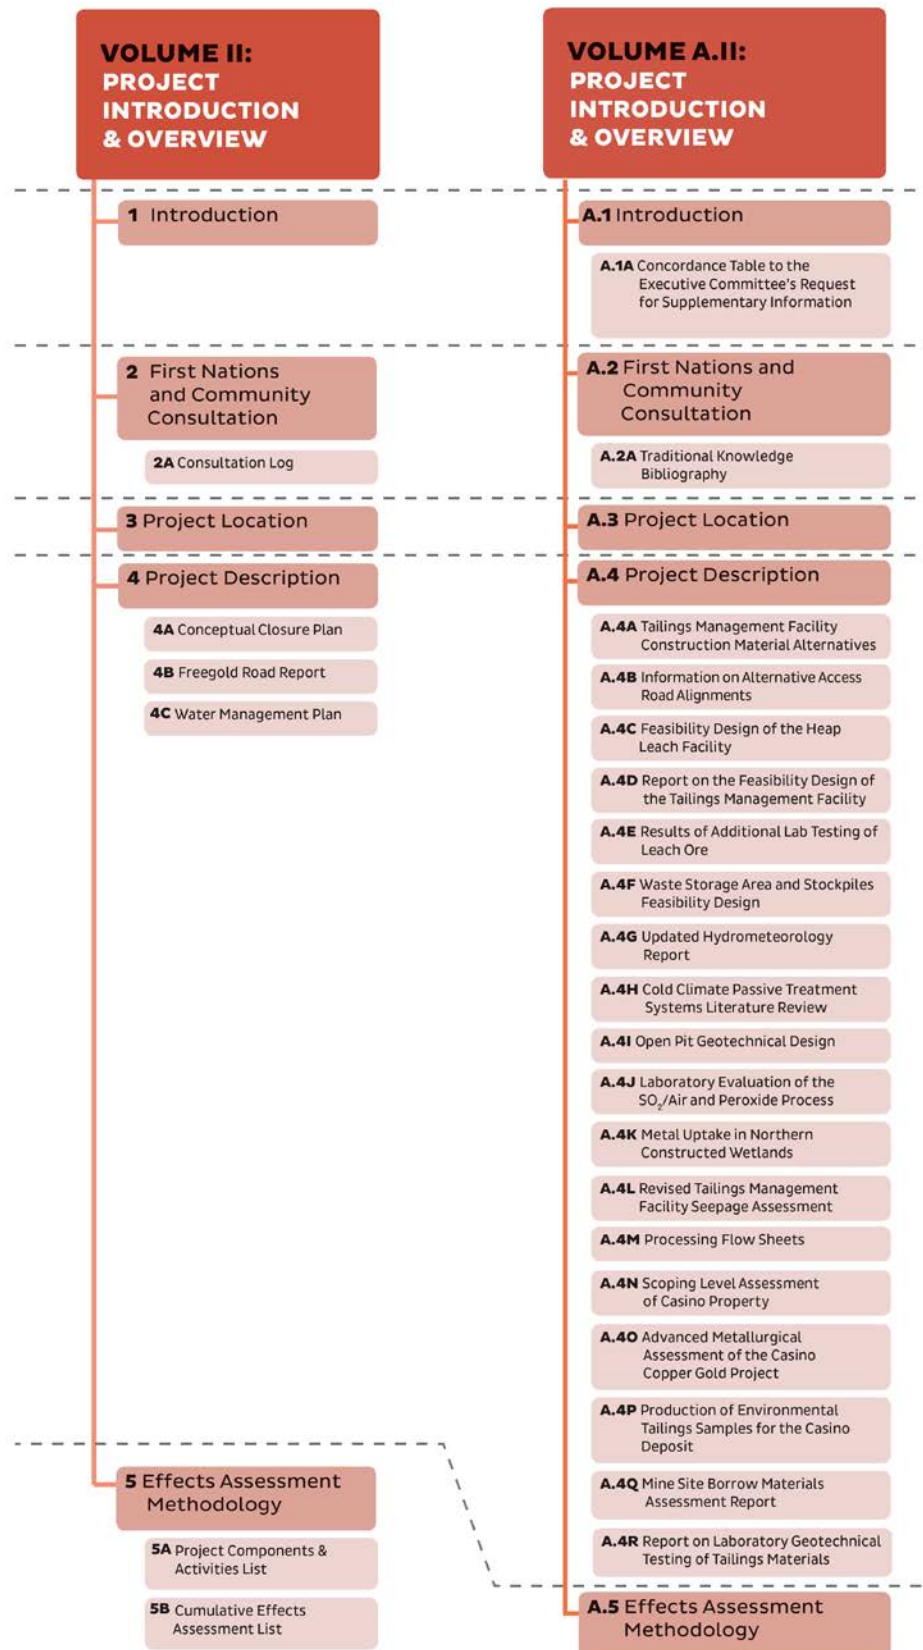 VOLUME II:
PROJECT
INTRODUCTION
& OVERVIEW
1 Introduction
2 First Nations
and Community
Consultation
2A Consultation Log
3 Project Location
4 Project Description
4A Conceptual Closure Plan
4B Freegold Road Report
4C Water Management Plan
5 Effects Assessment
Methodology
5A Project Components &
Activities List
5B Cumulative Effects
Assessment List
VOLUME A.II:
PROJECT
INTRODUCTION
& OVERVIEW
A.1 Introduction
A.1A Concordance Table to the
Executive Committee's Request
for Supplementary Information
A.2 First Nations and
Community
Consultation
A.2A Traditional Knowledge
Bibliography
A.3 Project Location
A.4 Project Description
A.4A Tailings Management Facility
Construction Material Alternatives
A.4B Information on Alternative Access
Road Alignments
A.4C Feasibility Design of the Heap
Leach Facility
A.4D Report on the Feasibility Design of
the Tailings Management Facility
A.4E Results of Additional Lab Testing of
Leach Ore
A.4F Waste Storage Area and Stockpiles
Feasibility Design
A.4G Updated Hydrometeorology
Report
A.4H Cold Climate Passive Treatment
Systems Literature Review
A.4I Open Pit Geotechnical Design
A.4J Laboratory Evaluation of the
SO₂/Air and Peroxide Process
A.4K Metal Uptake in Northern
Constructed Wetlands
A.4L Revised Tailings Management
Facility Seepage Assessment
A.4M Processing Flow Sheets
A.4N Scoping Level Assessment
of Casino Property
A.4O Advanced Metallurgical
Assessment of the Casino
Copper Gold Project
A.4P Production of Environmental
Tailings Samples for the Casino
Deposit
A.4Q Mine Site Borrow Materials
Assessment Report
A.4R Report on Laboratory Geotechnical
Testing of Tailings Materials
A.5 Effects Assessment
Methodology